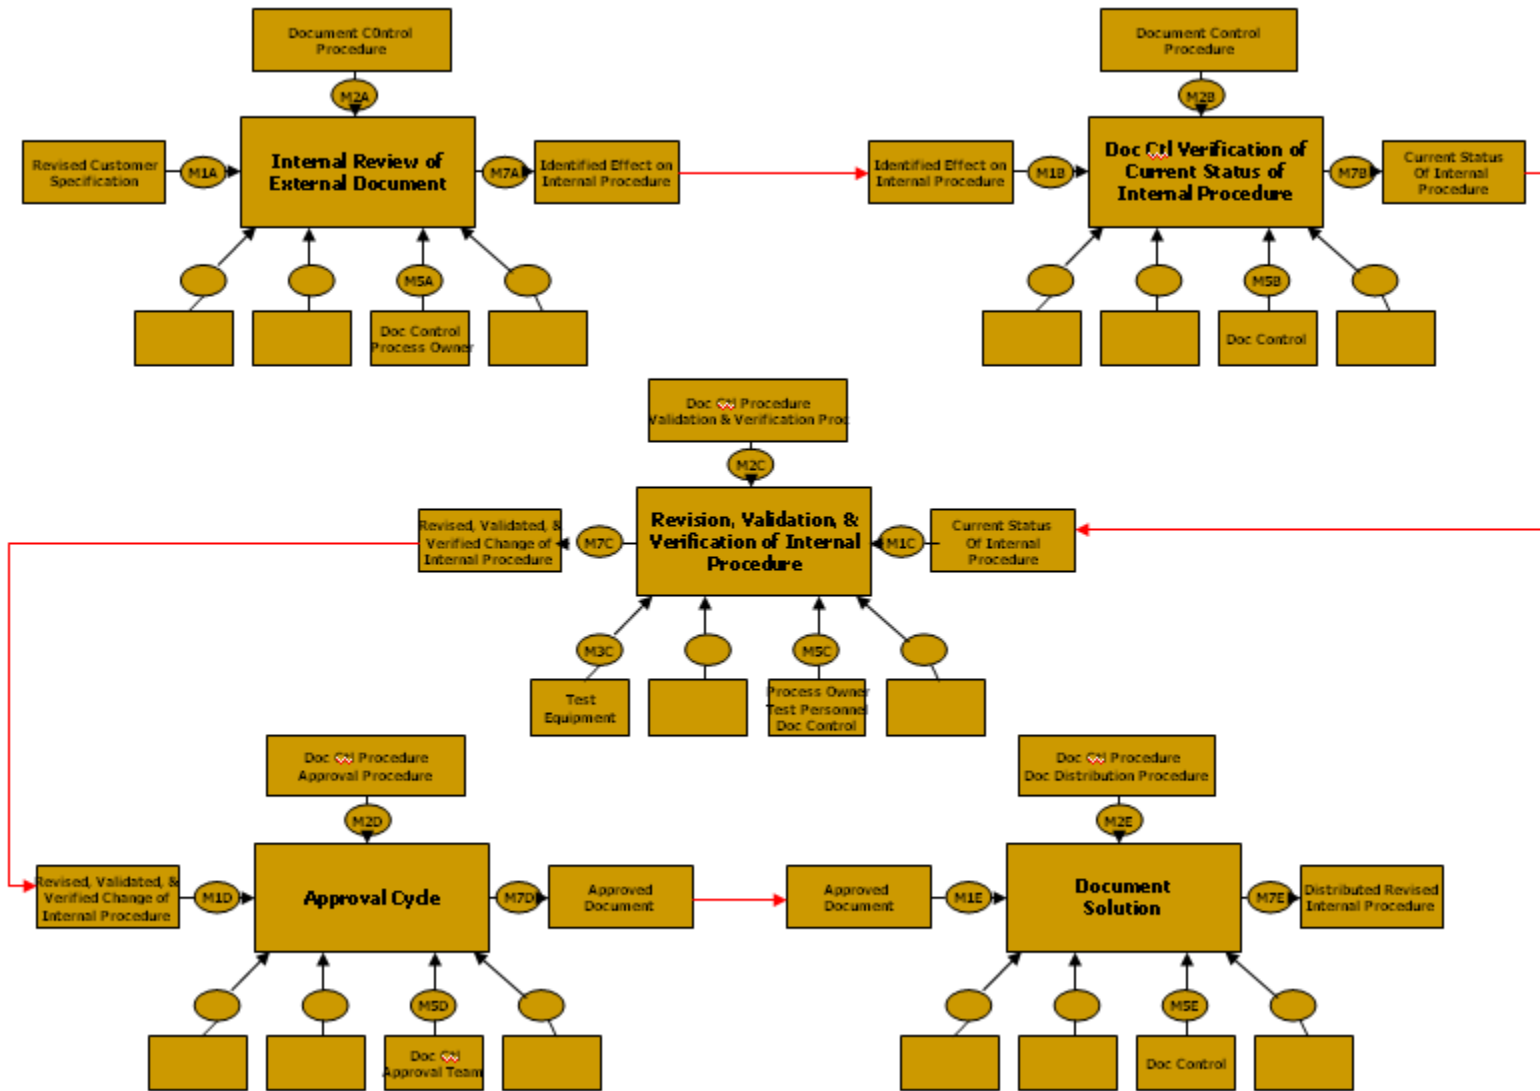 Document C0ntrol
Procedure
M2A
Revised Customer
Specification
M1A
Internal Review of
External Document
M7A
Identified Effect on
Internal Procedure
M5A
Doc Control
Process Owner
Document Control
Procedure
M2B
Identified Effect on
Internal Procedure
M1B
Doc Ctl Verification of
Current Status of
Internal Procedure
M7B
Current Status
Of Internal
Procedure
M5B
Doc Control
Doc Ctl Procedure
Validation & Verification Proc
M2C
Revised, Validated, &
Verified Change of
Internal Procedure
M7C
Revision, Validation, &
Verification of Internal
Procedure
M1C
Current Status
Of Internal
Procedure
M3C
Test
Equipment
M5C
Process Owner
Test Personnel
Doc Control
Doc Ctl Procedure
Approval Procedure
M2D
Revised, Validated, &
Verified Change of
Internal Procedure
M1D
Approval Cycle
M7D
Approved
Document
M5D
Doc Ctl
Approval Team
Doc Ctl Procedure
Doc Distribution Procedure
M2E
Approved
Document
M1E
Document
Solution
M7E
Distributed Revised
Internal Procedure
M5E
Doc Control